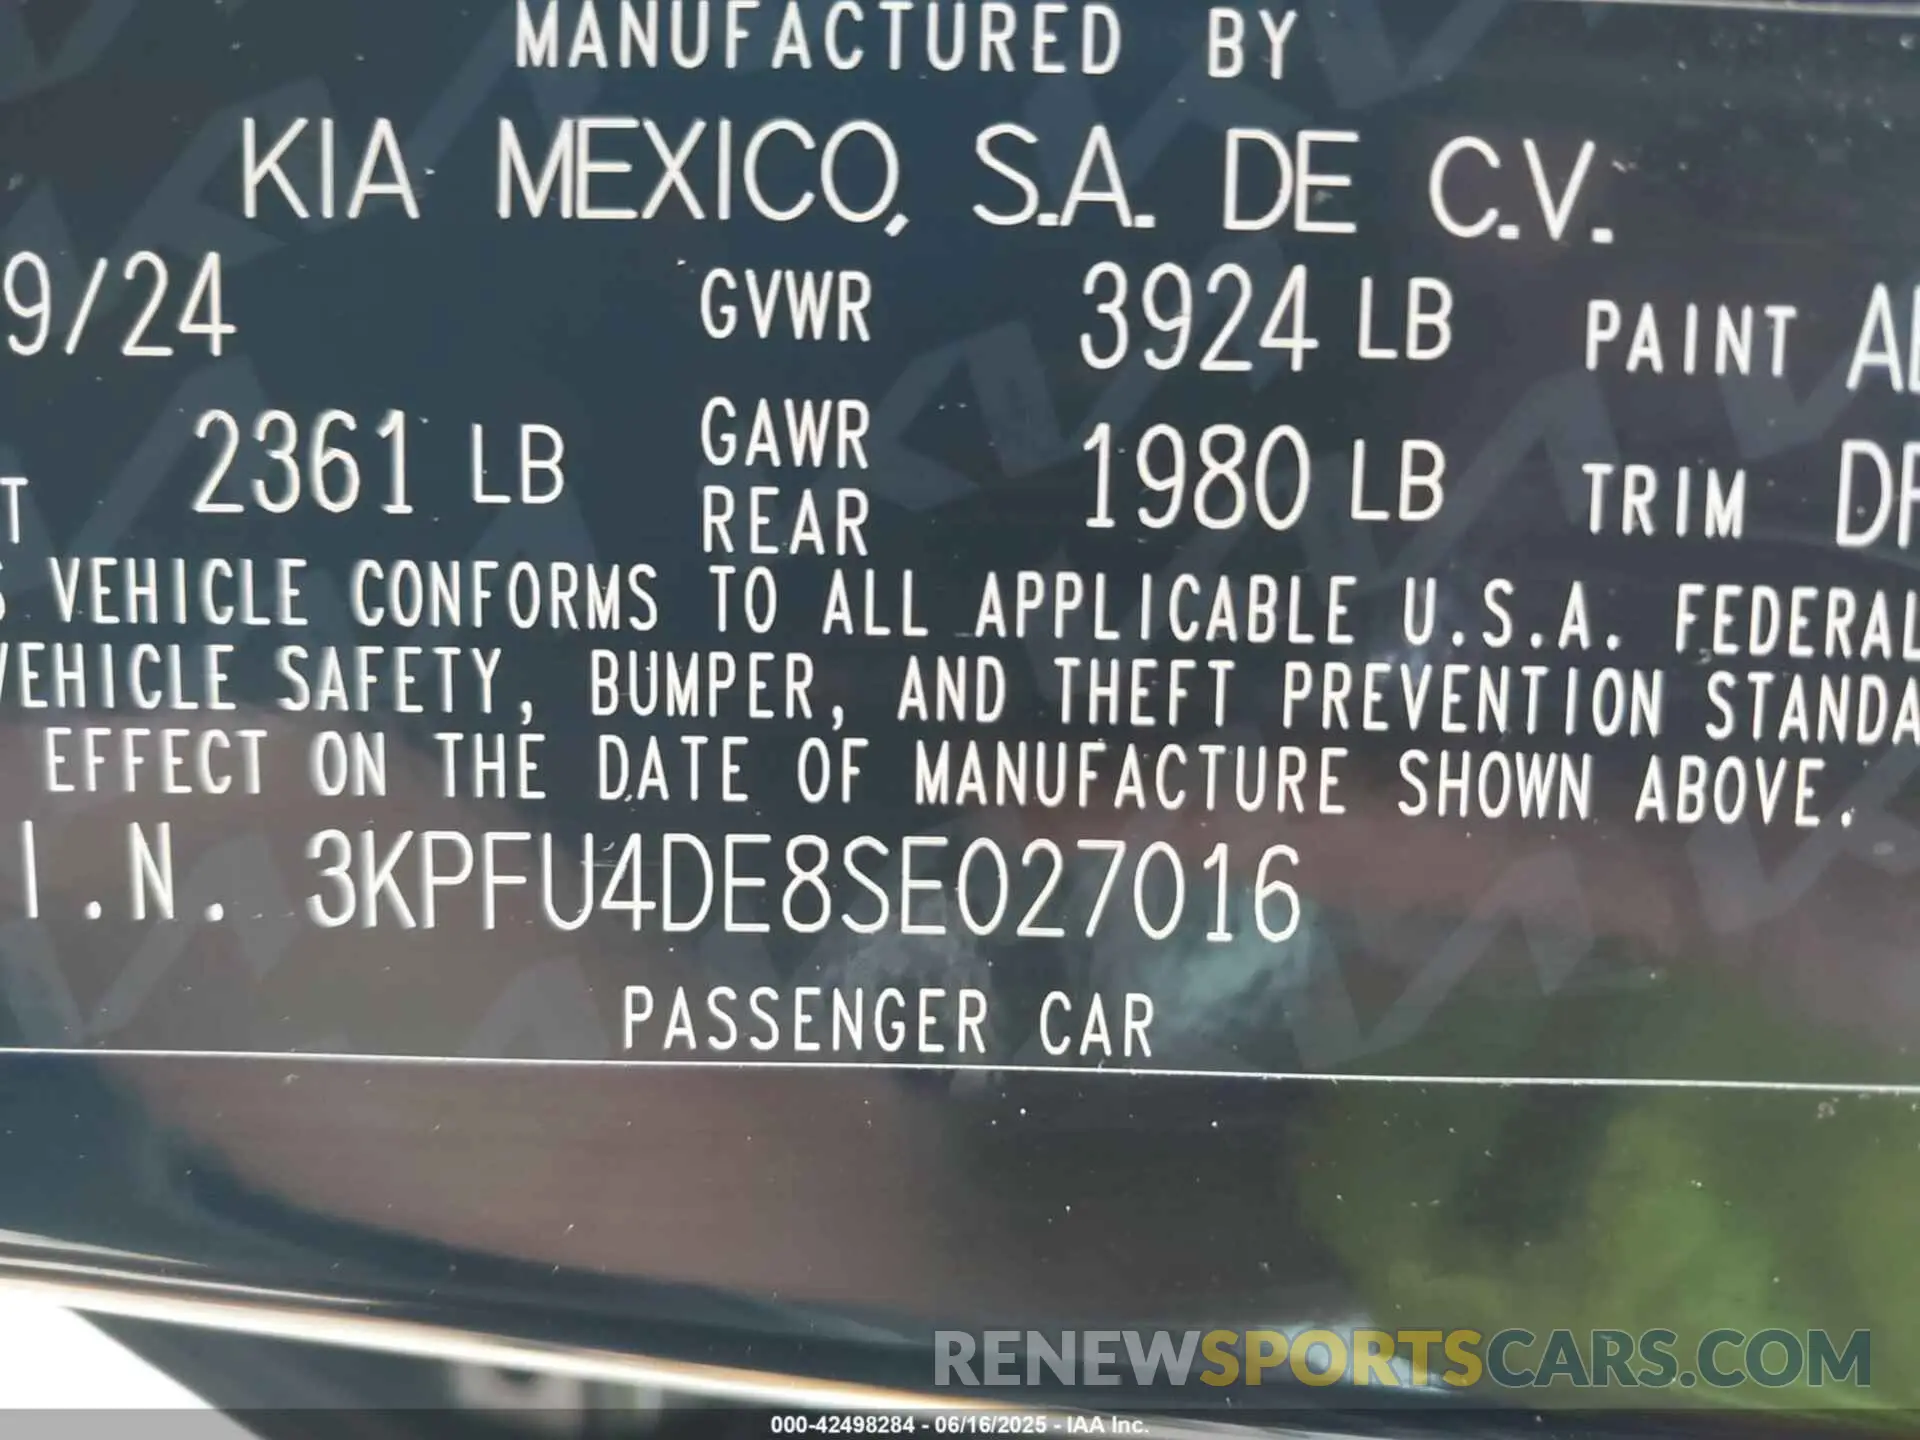 MANUFACTURED BY
KIA MEXICO, S.A. DE C.V.
9/24 GVWR 3924 LB PAINT
2361 LB GAWR REAR 1980 LB TRIM
VEHICLE CONFORMS TO ALL APPLICABLE U.S.A. FEDERAL
VEHICLE SAFETY, BUMPER, AND THEFT PREVENTION STANDA
EFFECT ON THE DATE OF MANUFACTURE SHOWN ABOVE.
I.N. 3KPFU4DE8SE027016
PASSENGER CAR
RENEWSPORTSCARS.COM
000-42498284 - 06/16/2025 - IAA Inc.